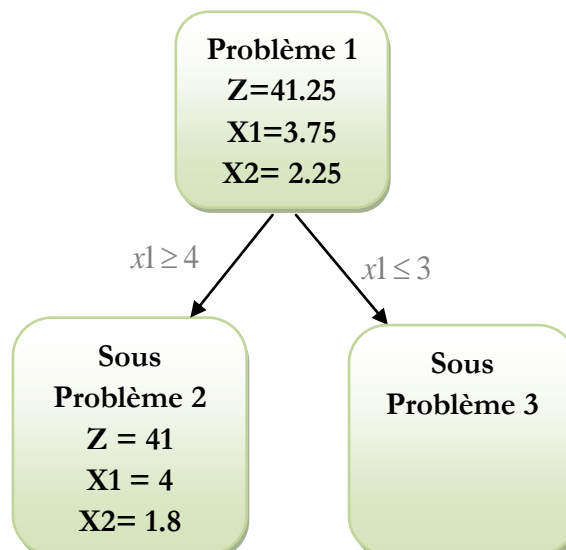 Problème 1
Z=41.25
X1=3.75
X2= 2.25
x1 ≥ 4
x1 ≤ 3
Sous
Problème 2
Z = 41
X1 = 4
X2= 1.8
Sous
Problème 3